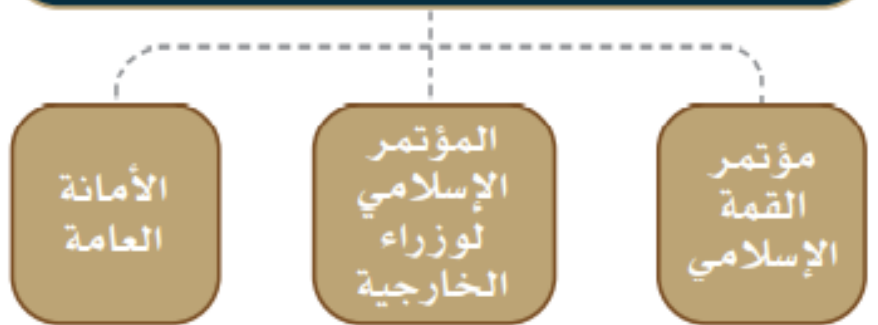 مؤتمر
القمة
الإسلامي
المؤتمر
الإسلامي
لوزراء
الخارجية
الأمانة
العامة